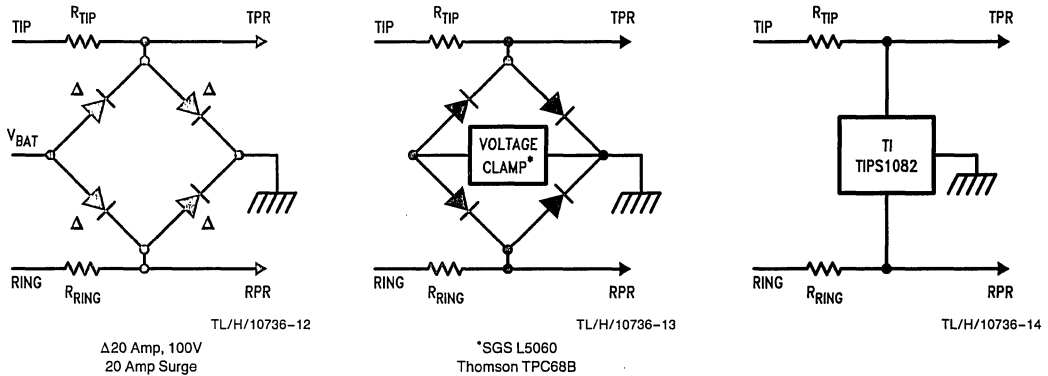 TIP
R_TIP
TPR
Δ
Δ
V_BAT
Δ
Δ
RING
R_RING
RPR
TL/H/10736-12
Δ20 Amp, 100V
20 Amp Surge
TIP
R_TIP
TPR
VOLTAGE
CLAMP*
RING
R_RING
RPR
TL/H/10736-13
*SGS L5060
Thomson TPC68B
TIP
R_TIP
TPR
TI
TIPS1082
RING
R_RING
RPR
TL/H/10736-14